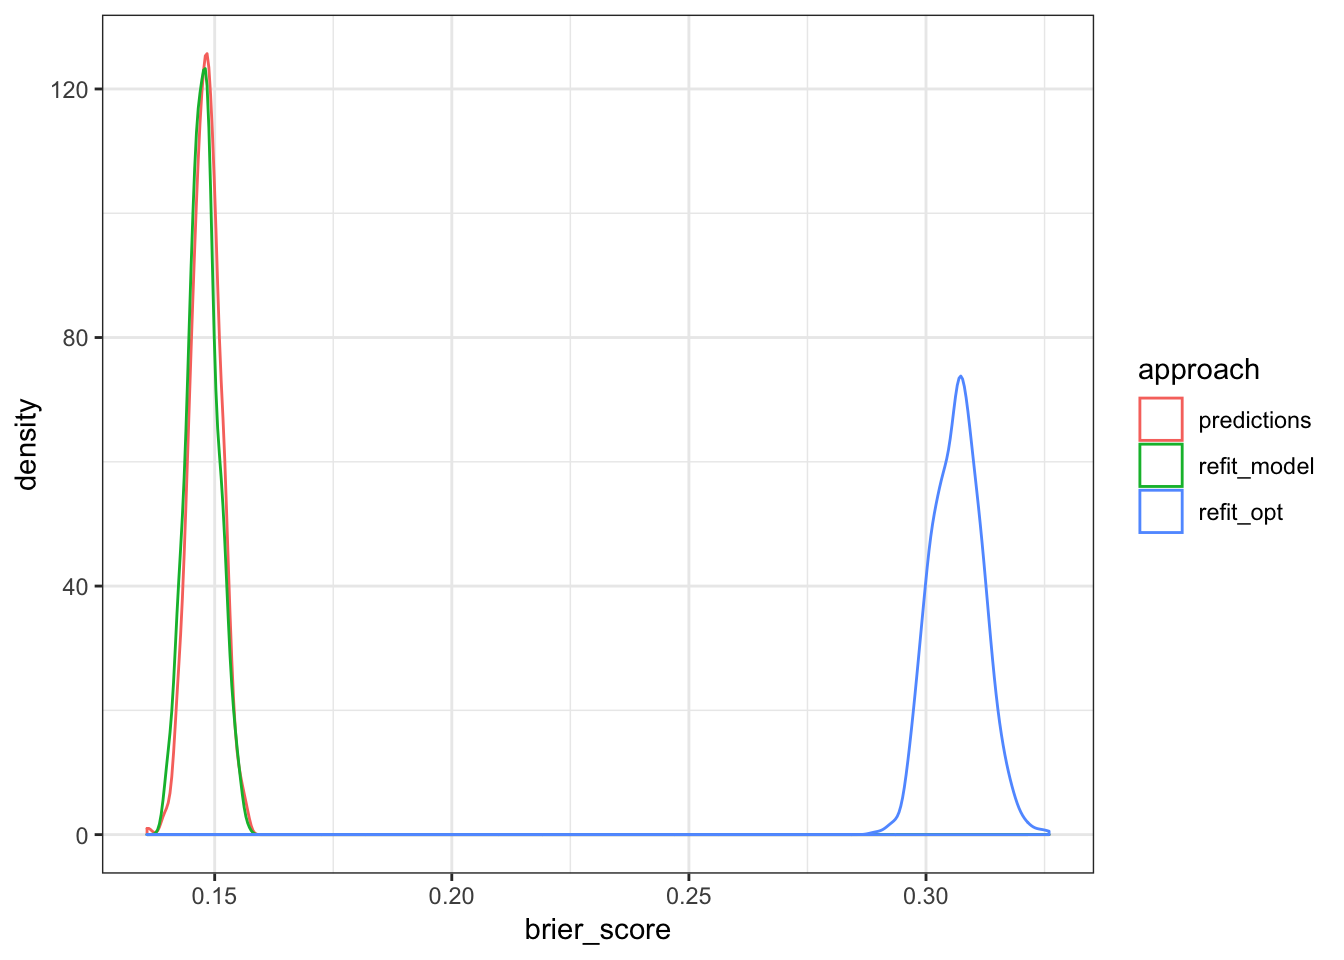 120
80
40
0
density
0.15 0.20 0.25 0.30
brier_score
approach
predictions
refit_model
refit_opt